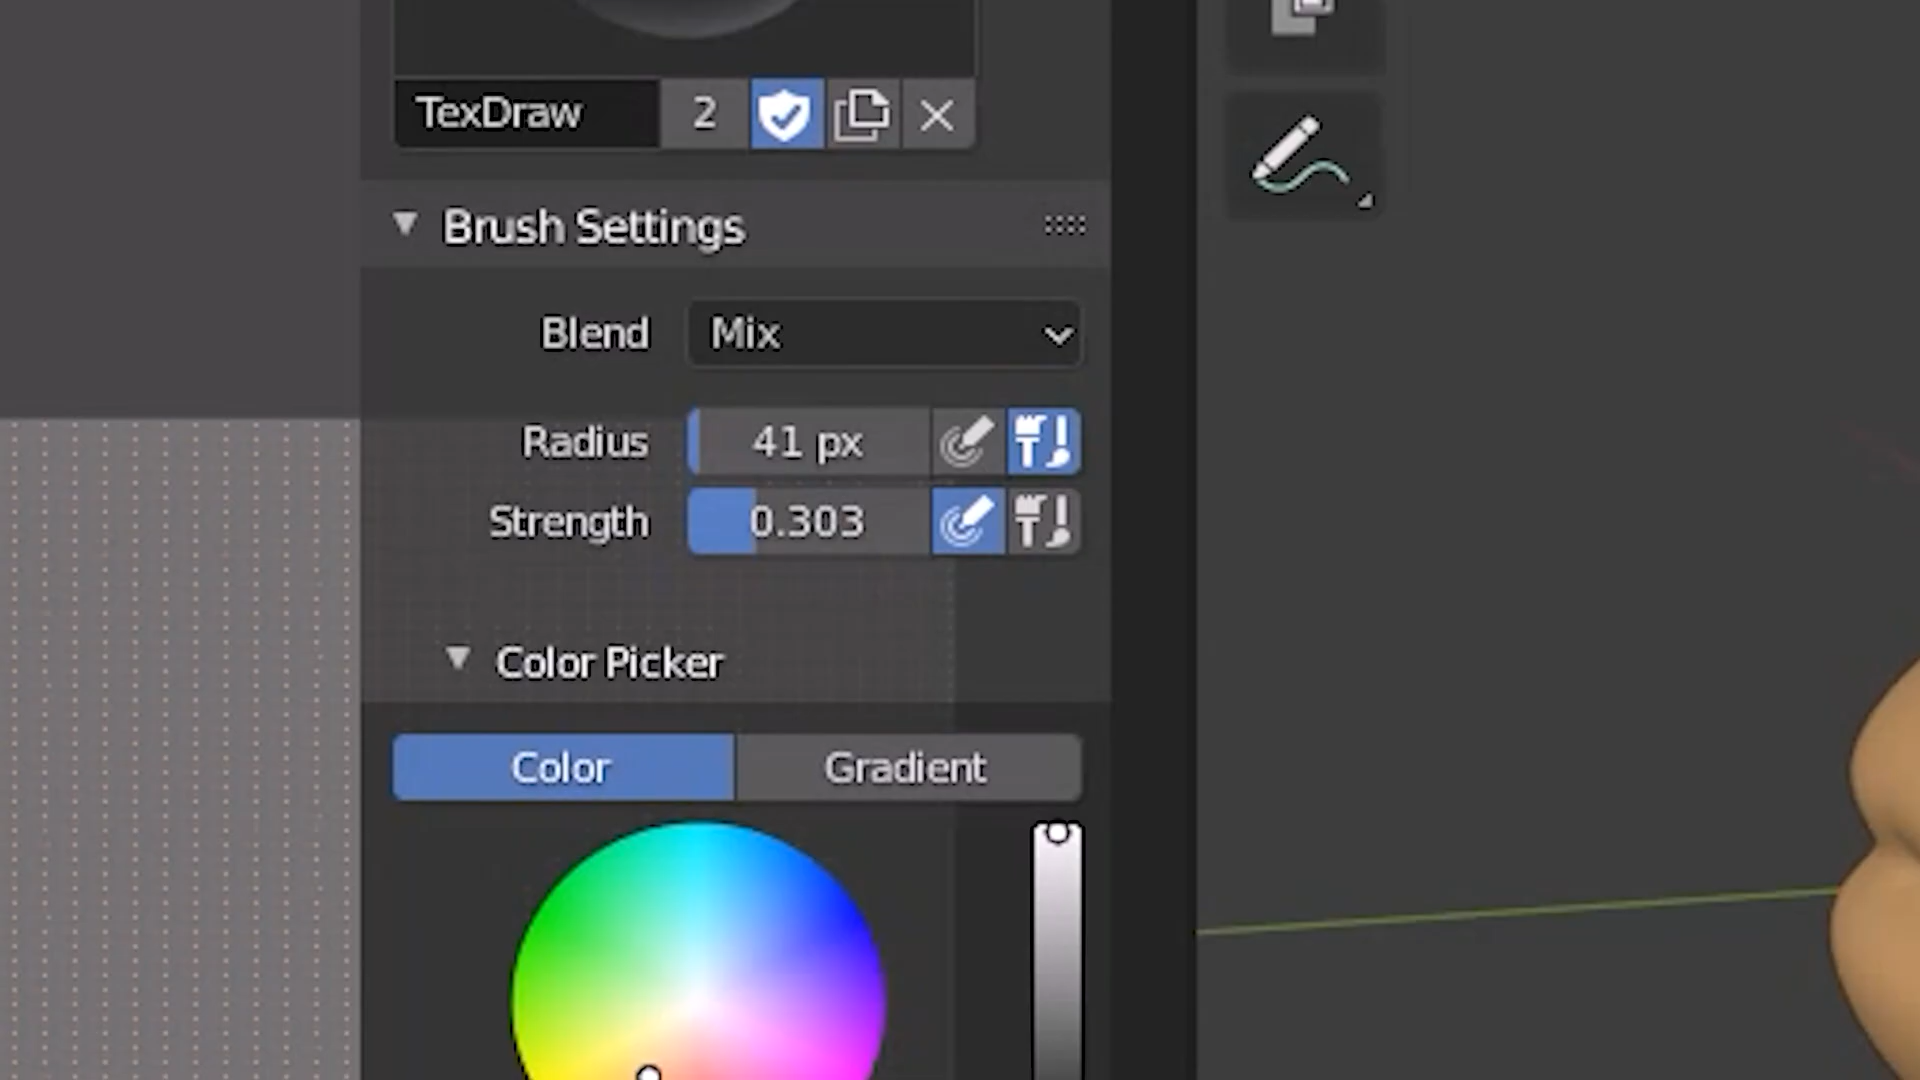 TexDraw 2
Brush Settings
Blend Mix
Radius 41 px
Strength 0.303
Color Picker
Color Gradient